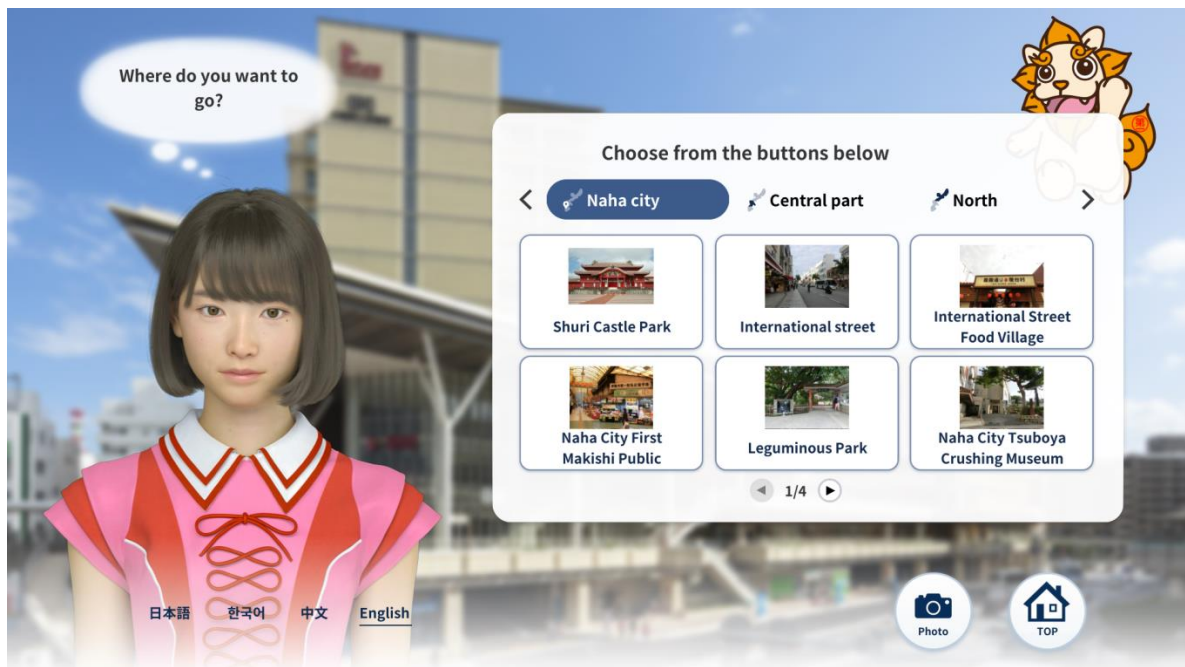 Where do you want to
go?
Choose from the buttons below
Naha city
Central part
North
Shuri Castle Park
International street
International Street
Food Village
Naha City First
Makishi Public
Leguminous Park
Naha City Tsuboya
Crushing Museum
1/4
日本語 한국어 中文 English
Photo
TOP